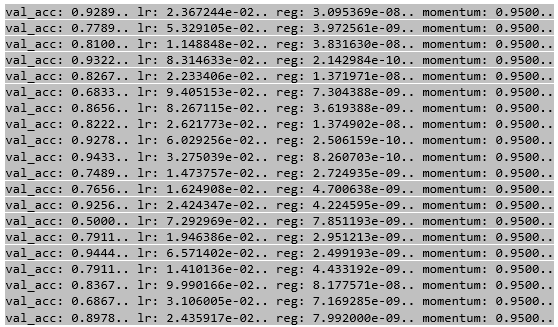 val_acc: 0.9289.. lr: 2.367244e-02.. reg: 3.095369e-08.. momentum: 0.9500..
val_acc: 0.7789.. lr: 5.329105e-02.. reg: 3.972561e-09.. momentum: 0.9500..
val_acc: 0.8100.. lr: 1.148848e-02.. reg: 3.831630e-08.. momentum: 0.9500..
val_acc: 0.9322.. lr: 8.314633e-02.. reg: 2.142984e-10.. momentum: 0.9500..
val_acc: 0.8267.. lr: 2.233406e-02.. reg: 1.371971e-08.. momentum: 0.9500..
val_acc: 0.6833.. lr: 9.405153e-02.. reg: 7.304388e-09.. momentum: 0.9500..
val_acc: 0.8656.. lr: 8.267115e-02.. reg: 3.619388e-09.. momentum: 0.9500..
val_acc: 0.8222.. lr: 2.621773e-02.. reg: 1.374902e-08.. momentum: 0.9500..
val_acc: 0.9278.. lr: 6.029256e-02.. reg: 2.506159e-10.. momentum: 0.9500..
val_acc: 0.9433.. lr: 3.275039e-02.. reg: 8.260703e-10.. momentum: 0.9500..
val_acc: 0.7489.. lr: 1.473757e-02.. reg: 2.724935e-09.. momentum: 0.9500..
val_acc: 0.7656.. lr: 1.624908e-02.. reg: 4.700638e-09.. momentum: 0.9500..
val_acc: 0.9256.. lr: 2.424347e-02.. reg: 4.224595e-09.. momentum: 0.9500..
val_acc: 0.5000.. lr: 7.292969e-02.. reg: 7.851193e-09.. momentum: 0.9500..
val_acc: 0.7911.. lr: 1.946386e-02.. reg: 2.951213e-09.. momentum: 0.9500..
val_acc: 0.9444.. lr: 6.571402e-02.. reg: 2.499193e-09.. momentum: 0.9500..
val_acc: 0.7911.. lr: 1.410136e-02.. reg: 4.433192e-09.. momentum: 0.9500..
val_acc: 0.8367.. lr: 9.990166e-02.. reg: 8.177571e-08.. momentum: 0.9500..
val_acc: 0.6867.. lr: 3.106005e-02.. reg: 7.169285e-09.. momentum: 0.9500..
val_acc: 0.8978.. lr: 2.435917e-02.. reg: 7.992000e-09.. momentum: 0.9500..